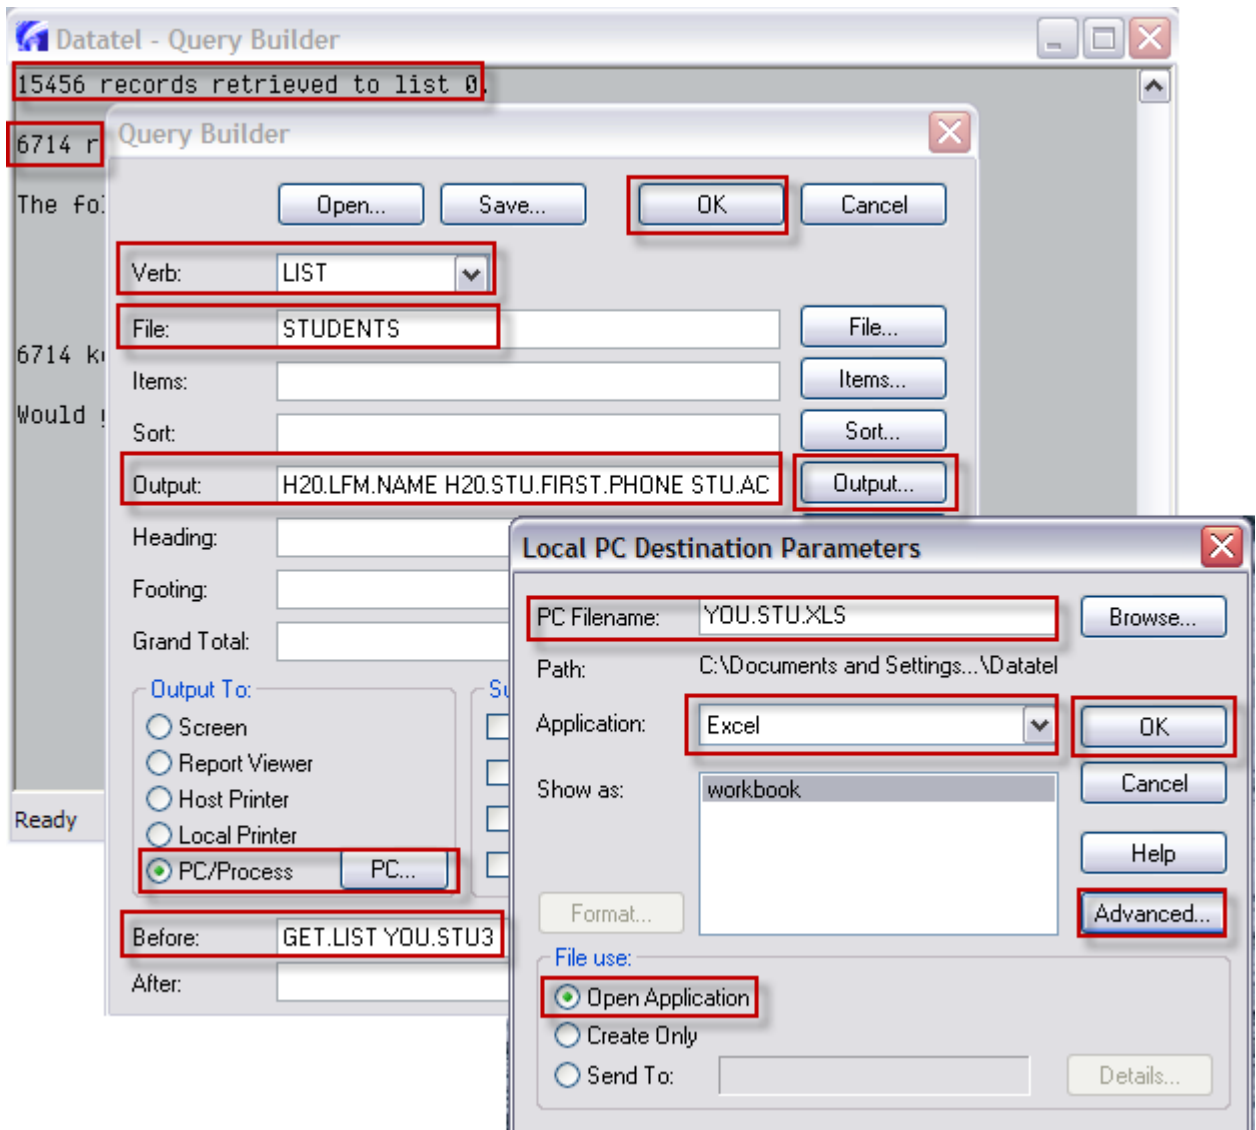 Datatel - Query Builder
15456 records retrieved to list 0.
6714 r
The fol
6714 k
Would
Ready
Query Builder
Open... Save... OK Cancel
Verb: LIST
File: STUDENTS File...
Items: Items...
Sort: Sort...
Output: H20.LFM.NAME H20.STU.FIRST.PHONE STU.AC Output...
Heading:
Footing:
Grand Total:
Output To: Su
Screen
Report Viewer
Host Printer
Local Printer
PC/Process PC...
Before: GET.LIST YOU.STU3
After:
Local PC Destination Parameters
PC Filename: YOU.STU.XLS Browse...
Path: C:\Documents and Settings...\Datatel
Application: Excel OK
Show as: workbook Cancel
Help
Format... Advanced...
File use:
Open Application
Create Only
Send To: Details...